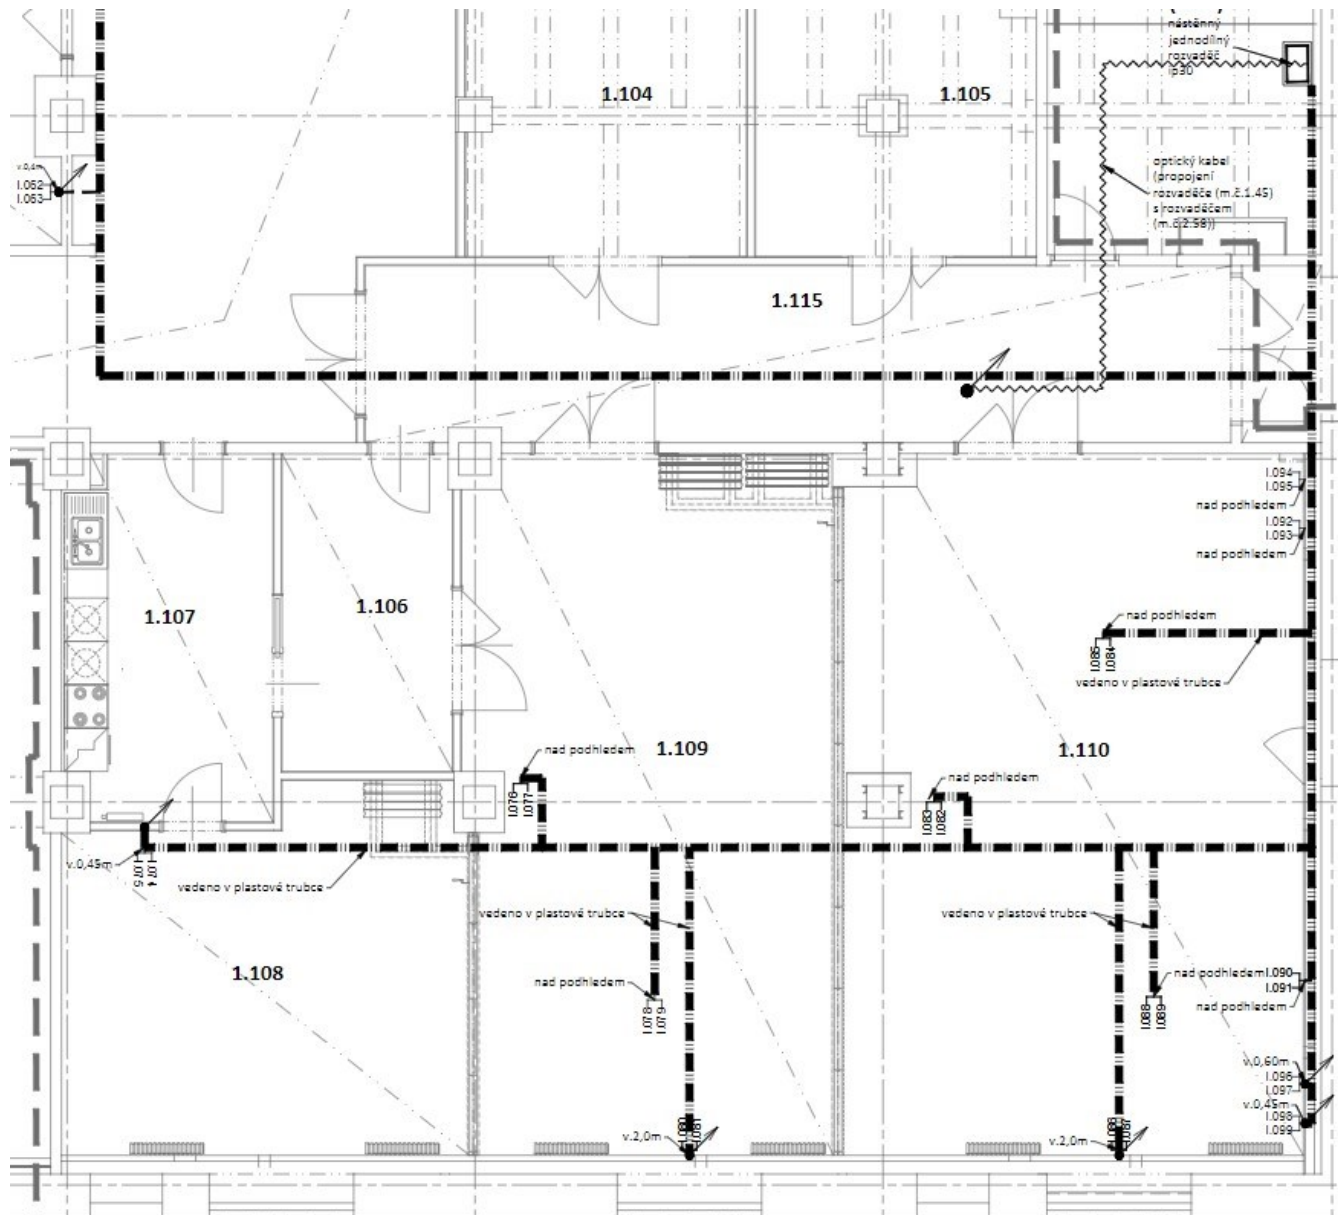 nástěnný
jednodílný
rozvaděč
ip30
1.104
1.105
optický kabel
(propojení
rozvaděče (m.č.1.45)
s rozvaděčem
(m.č.2.58))
v.0,4m
I.052
I.053
1.115
I.094
I.095
nad podhledem
I.092
I.093
nad podhledem
1.107
1.106
nad podhledem
I.085
I.084
vedeno v plastové trubce
nad podhledem
1.109
1.110
I.076
I.077
nad podhledem
I.083
I.082
v.0,45m
I.075
I.074
vedeno v plastové trubce
vedeno v plastové trubce
vedeno v plastové trubce
1.108
nad podhledem
I.078
I.079
nad podhledem
I.088
I.089
I.090
I.091
nad podhledem
v.0,60m
I.096
I.097
v.0,45m
I.098
I.099
v.2,0m
I.080
I.081
v.2,0m
I.086
I.087